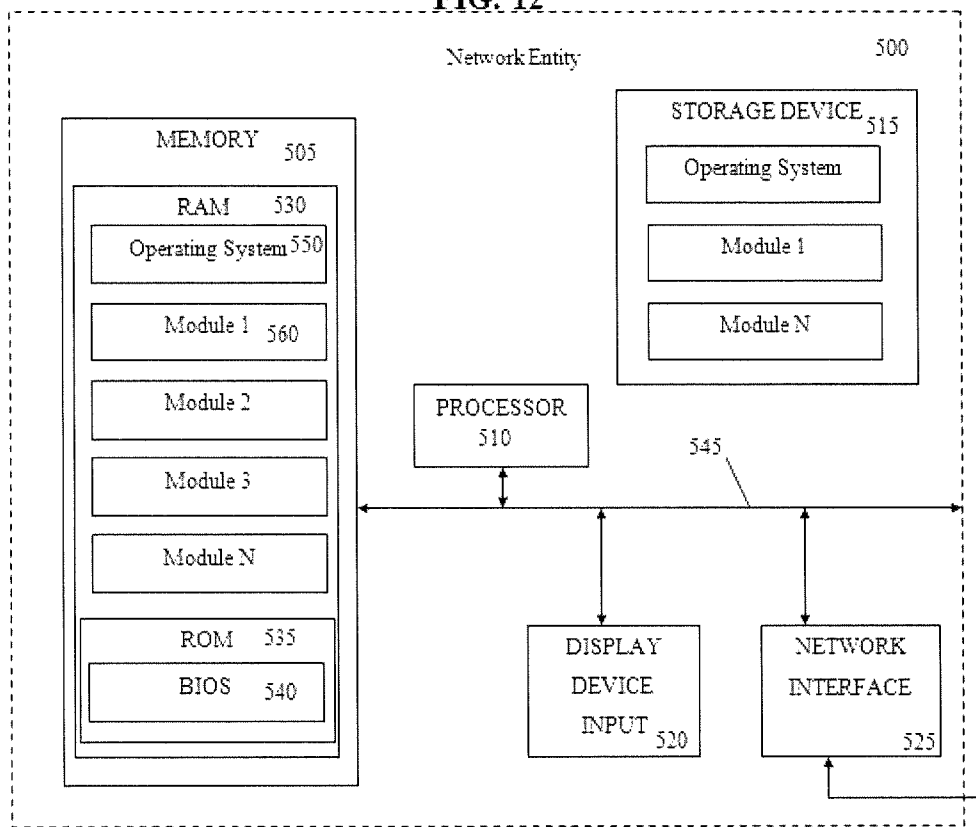 FIG. 12
Network Entity 500
MEMORY 505
RAM 530
Operating System 550
Module 1 560
Module 2
Module 3
Module N
ROM 535
BIOS 540
STORAGE DEVICE 515
Operating System
Module 1
Module N
PROCESSOR
510
545
DISPLAY
DEVICE
INPUT 520
NETWORK
INTERFACE
525